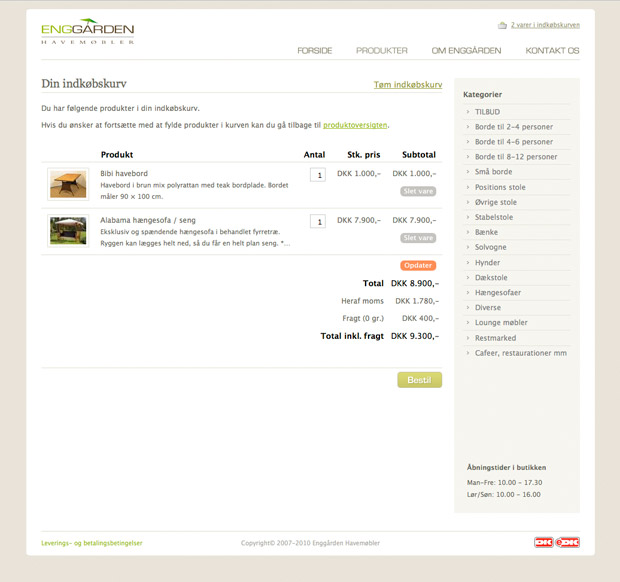 ENGGÅRDEN
HAVEMØBLER
2 varer i indkøbskurven
FORSIDE PRODUKTER OM ENGGÅRDEN KONTAKT OS
Din indkøbskurv
Tøm indkøbskurv
Du har følgende produkter i din indkøbskurv.
Hvis du ønsker at fortsætte med at fylde produkter i kurven kan du gå tilbage til produktoversigten.
Produkt Antal Stk. pris Subtotal
Bibi havebord 1 DKK 1.000,- DKK 1.000,-
Havebord i brun mix polyrattan med teak bordplade. Bordet
måler 90 x 100 cm.
Slet vare
Alabama hængesofa / seng 1 DKK 7.900,- DKK 7.900,-
Eksklusiv og spændende hængesofa i behandlet fyrretræ.
Ryggen kan lægges helt ned, så du får en helt plan seng. *...
Slet vare
Opdater
Total DKK 8.900,-
Heraf moms DKK 1.780,-
Fragt (0 gr.) DKK 400,-
Total inkl. fragt DKK 9.300,-
Bestil
Kategorier
› TILBUD
› Borde til 2-4 personer
› Borde til 4-6 personer
› Borde til 8-12 personer
› Små borde
› Positions stole
› Øvrige stole
› Stabelstole
› Bænke
› Solvogne
› Hynder
› Dækstole
› Hængesofaer
› Diverse
› Lounge møbler
› Restmarked
› Cafeer, restaurationer mm
Åbningstider i butikken
Man-Fre: 10.00 - 17.30
Lør/Søn: 10.00 - 16.00
Leverings- og betalingsbetingelser
Copyright© 2007-2010 Enggården Havemøbler